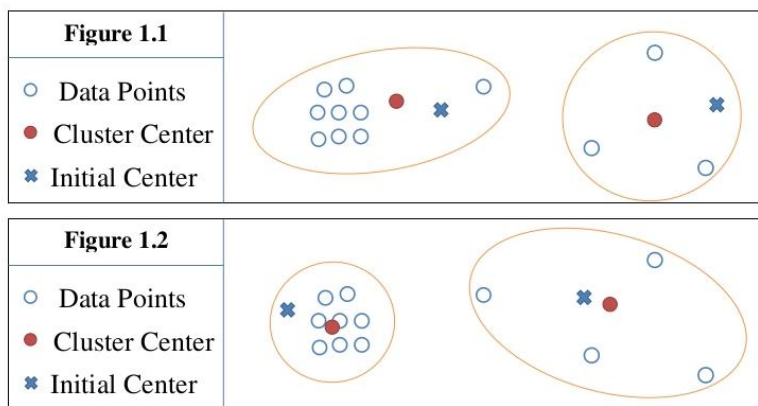 Figure 1.1
Data Points
Cluster Center
Initial Center
Figure 1.2
Data Points
Cluster Center
Initial Center